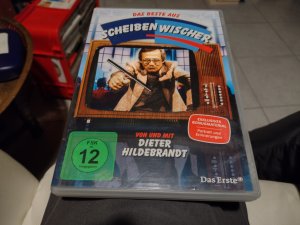 DAS BESTE AUS
SCHEIBENWISCHER
VON UND MIT
DIETER
HILDEBRANDT
FSK
12
Das Erste